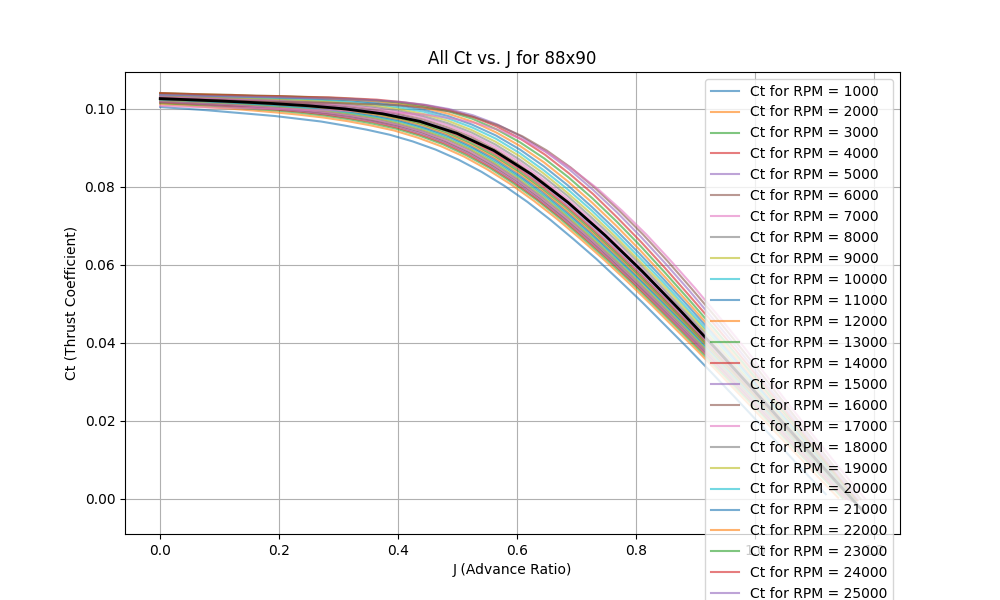 All Ct vs. J for 88x90
Ct (Thrust Coefficient)
0.10
0.08
0.06
0.04
0.02
0.00
0.0
0.2
0.4
0.6
0.8
J (Advance Ratio)
Ct for RPM = 1000
Ct for RPM = 2000
Ct for RPM = 3000
Ct for RPM = 4000
Ct for RPM = 5000
Ct for RPM = 6000
Ct for RPM = 7000
Ct for RPM = 8000
Ct for RPM = 9000
Ct for RPM = 10000
Ct for RPM = 11000
Ct for RPM = 12000
Ct for RPM = 13000
Ct for RPM = 14000
Ct for RPM = 15000
Ct for RPM = 16000
Ct for RPM = 17000
Ct for RPM = 18000
Ct for RPM = 19000
Ct for RPM = 20000
Ct for RPM = 21000
Ct for RPM = 22000
Ct for RPM = 23000
Ct for RPM = 24000
Ct for RPM = 25000